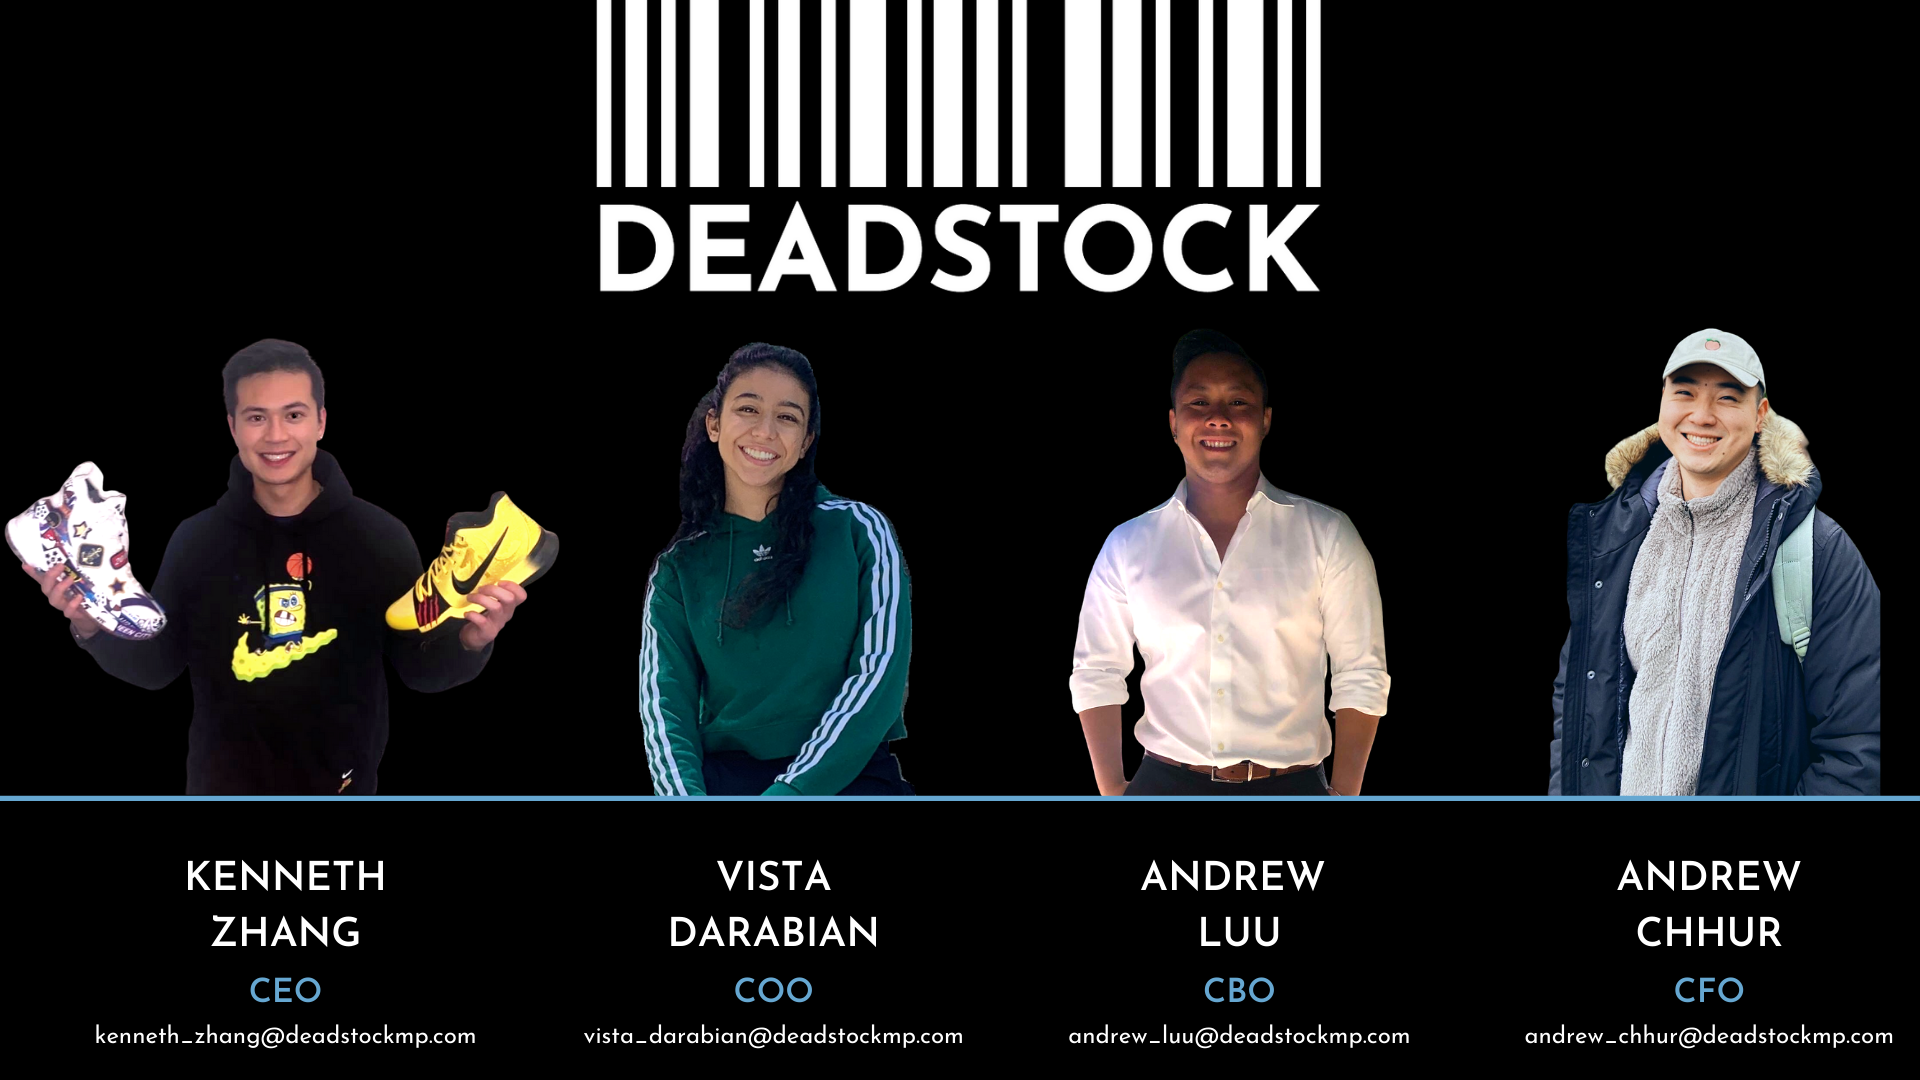 DEADSTOCK
KENNETH
ZHANG
CEO
kenneth_zhang@deadstockmp.com
VISTA
DARABIAN
COO
vista_darabian@deadstockmp.com
ANDREW
LUU
CBO
andrew_luu@deadstockmp.com
ANDREW
CHHUR
CFO
andrew_chhur@deadstockmp.com